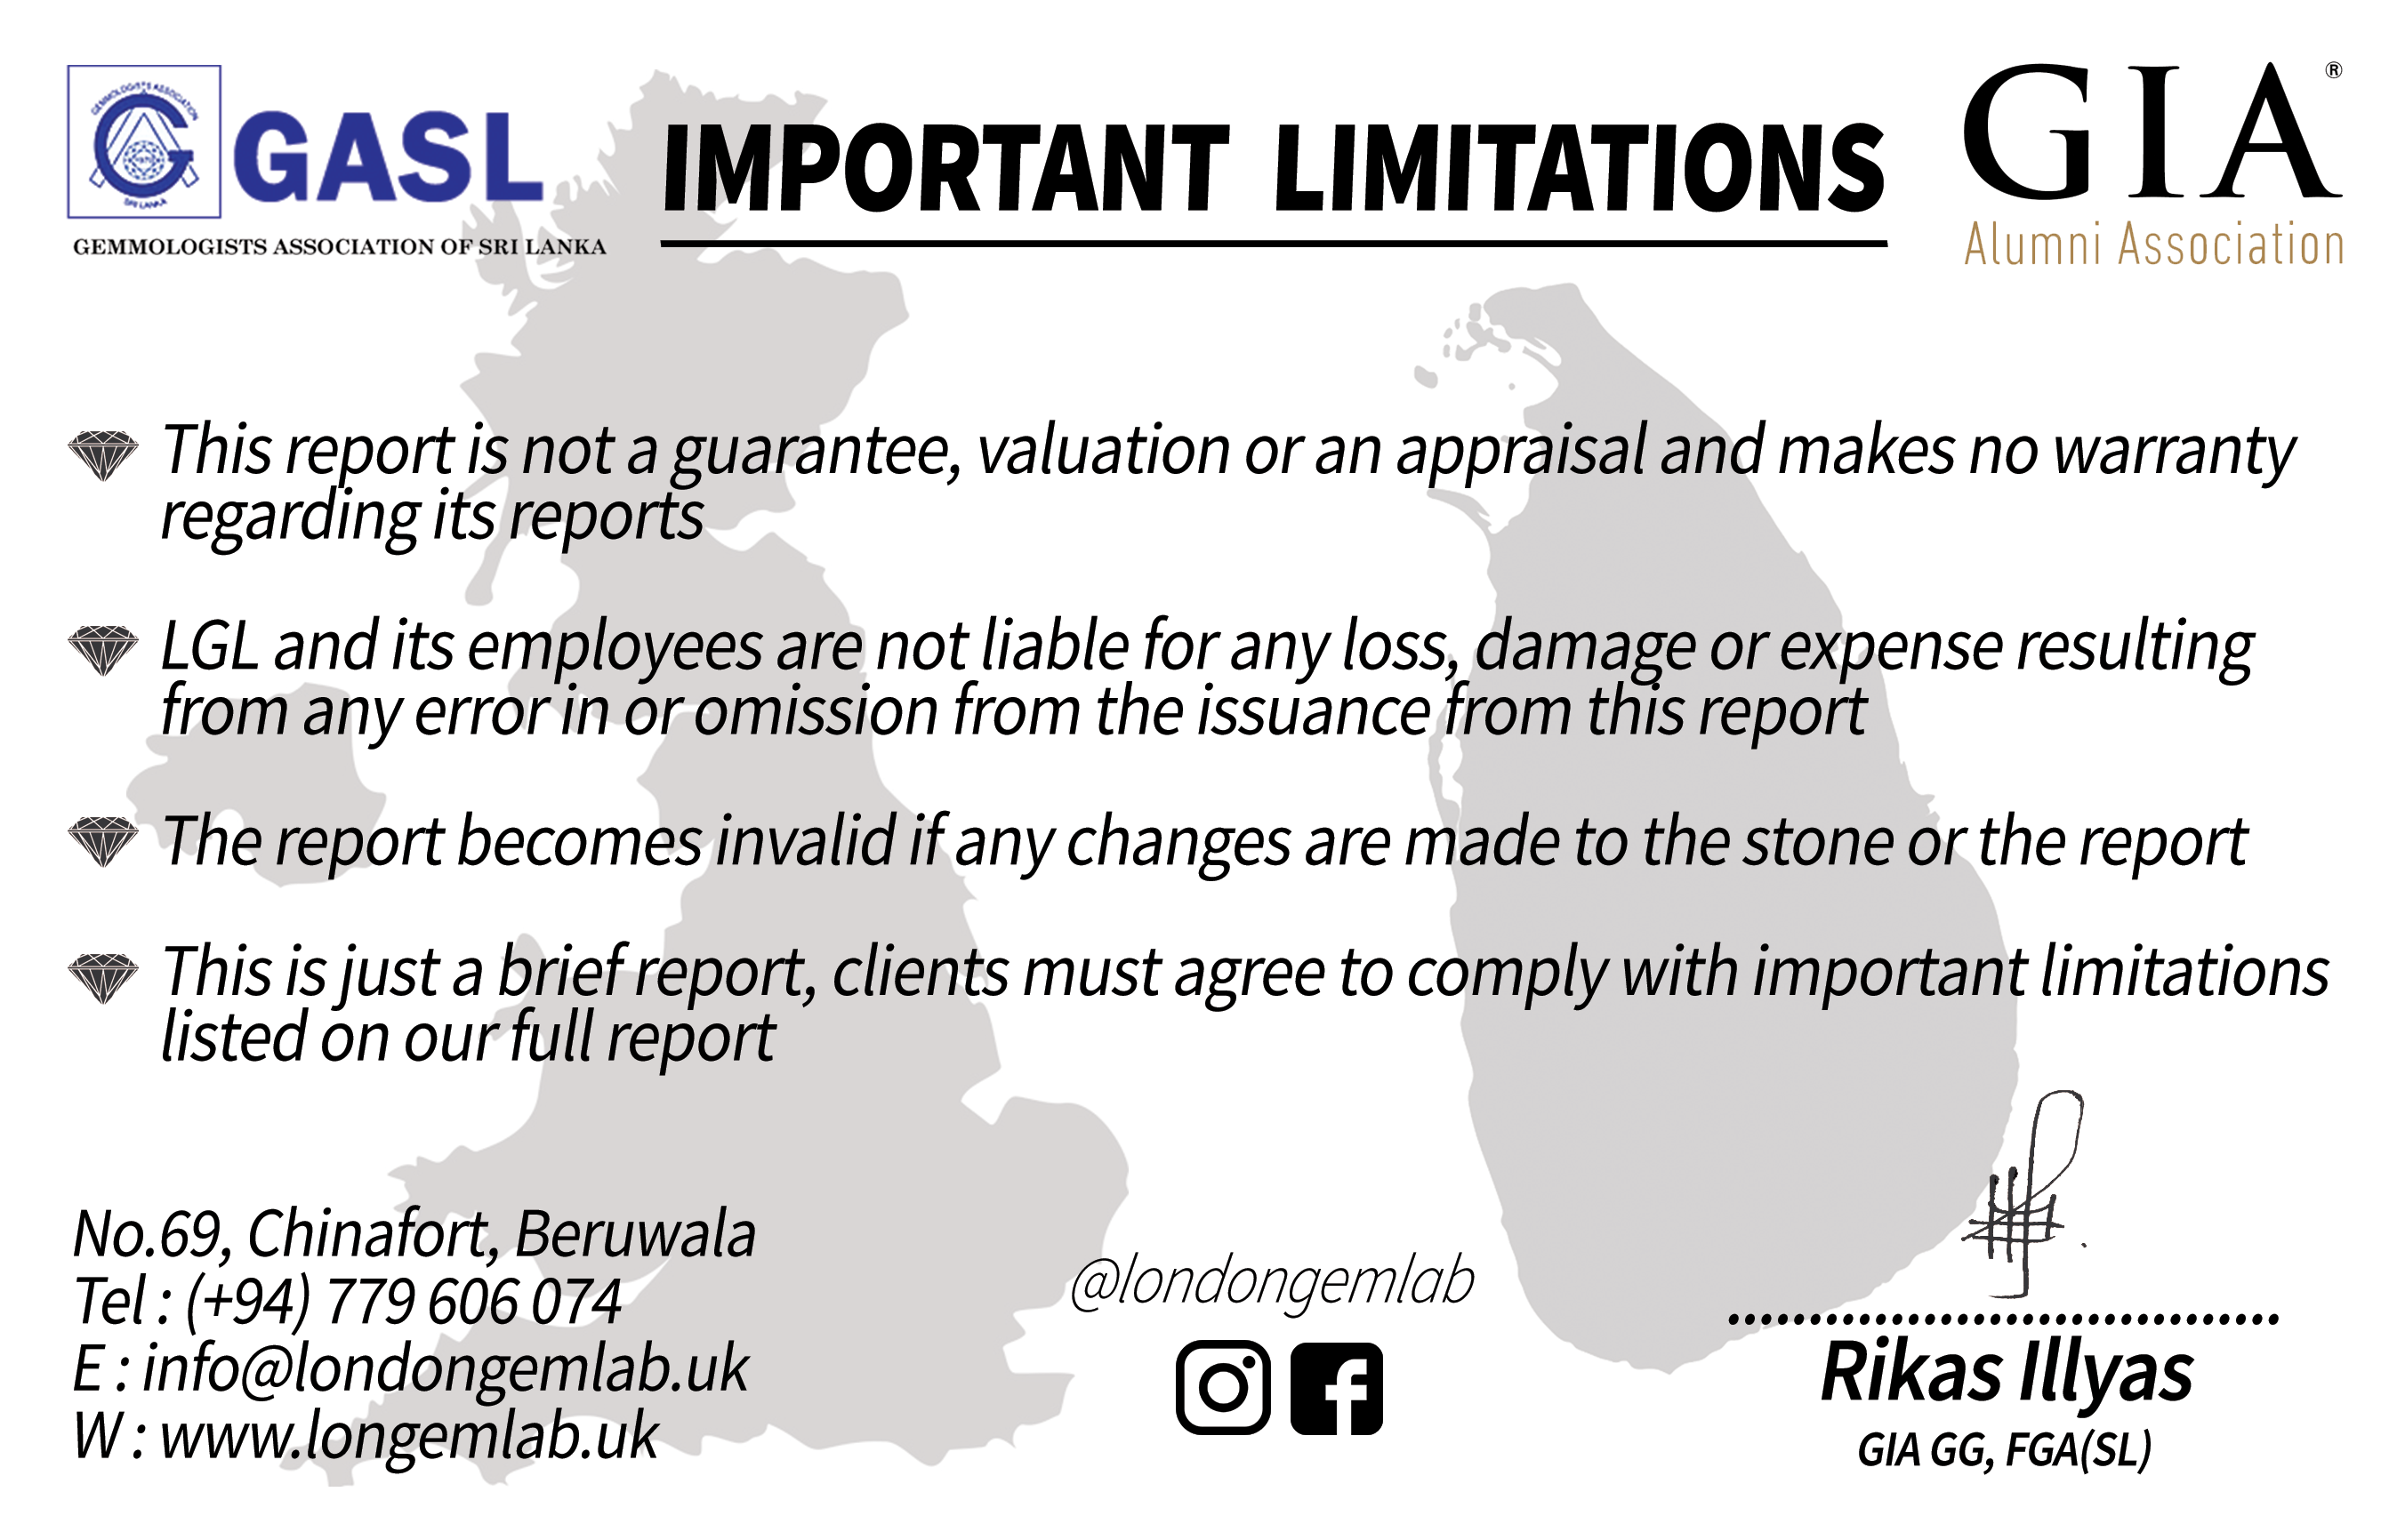 GEMMOLOGISTS ASSOCIATION
SRI LANKA
GASL
GEMMOLOGISTS ASSOCIATION OF SRI LANKA
IMPORTANT LIMITATIONS
GIA®
Alumni Association
This report is not a guarantee, valuation or an appraisal and makes no warranty
regarding its reports
LGL and its employees are not liable for any loss, damage or expense resulting
from any error in or omission from the issuance from this report
The report becomes invalid if any changes are made to the stone or the report
This is just a brief report, clients must agree to comply with important limitations
listed on our full report
No.69, Chinafort, Beruwala
Tel : (+94) 779 606 074
E : info@londongemlab.uk
W : www.longemlab.uk
@londongemlab
Rikas Illyas
GIA GG, FGA(SL)